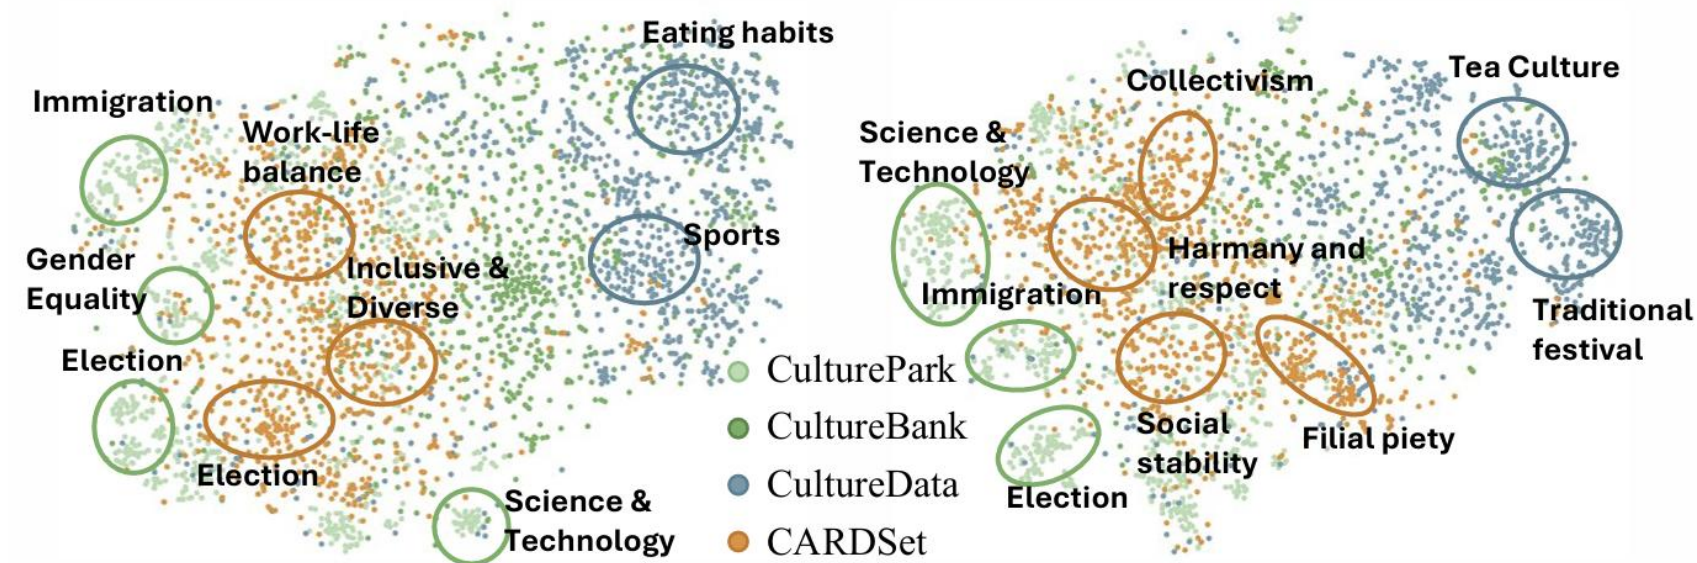 Eating habits
Immigration
Work-life
balance
Gender
Equality
Sports
Inclusive &
Diverse
Election
Election
Science &
Technology
CulturePark
CultureBank
CultureData
CARDSet
Collectivism
Tea Culture
Science &
Technology
Harmany and
respect
Immigration
Traditional
festival
Social
stability
Filial piety
Election